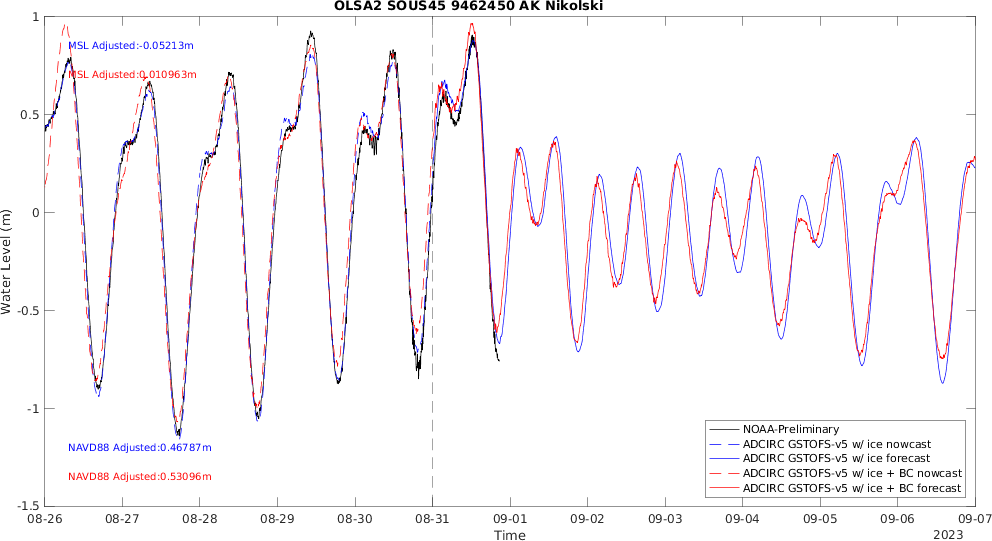 OLSA2 SOUS45 9462450 AK Nikolski
MSL Adjusted:-0.05213m
MSL Adjusted:0.010963m
NAVD88 Adjusted:0.46787m
NAVD88 Adjusted:0.53096m
Water Level (m)
1
0.5
0
-0.5
-1
-1.5
08-26 08-27 08-28 08-29 08-30 08-31 09-01 09-02 09-03 09-04 09-05 09-06 09-07
Time
2023
NOAA-Preliminary
ADCIRC GSTOFS-v5 w/ ice nowcast
ADCIRC GSTOFS-v5 w/ ice forecast
ADCIRC GSTOFS-v5 w/ ice + BC nowcast
ADCIRC GSTOFS-v5 w/ ice + BC forecast